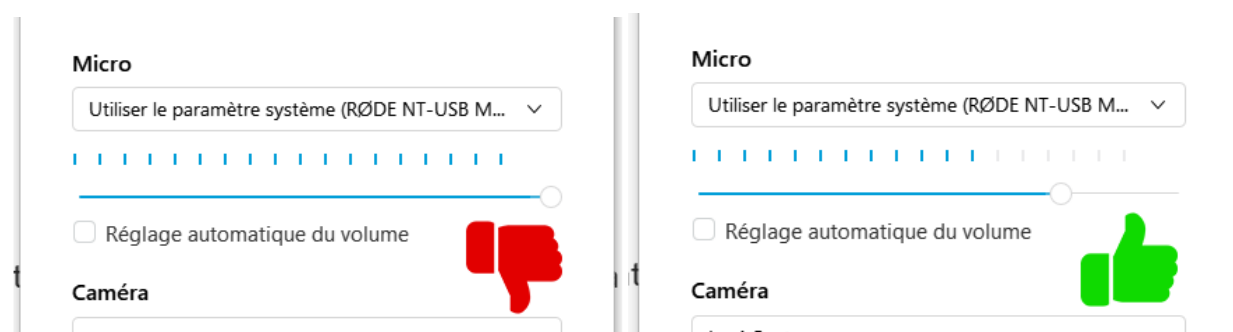 Micro
Utiliser le paramètre système (RØDE NT-USB M...
Réglage automatique du volume
Caméra
Micro
Utiliser le paramètre système (RØDE NT-USB M...
Réglage automatique du volume
Caméra